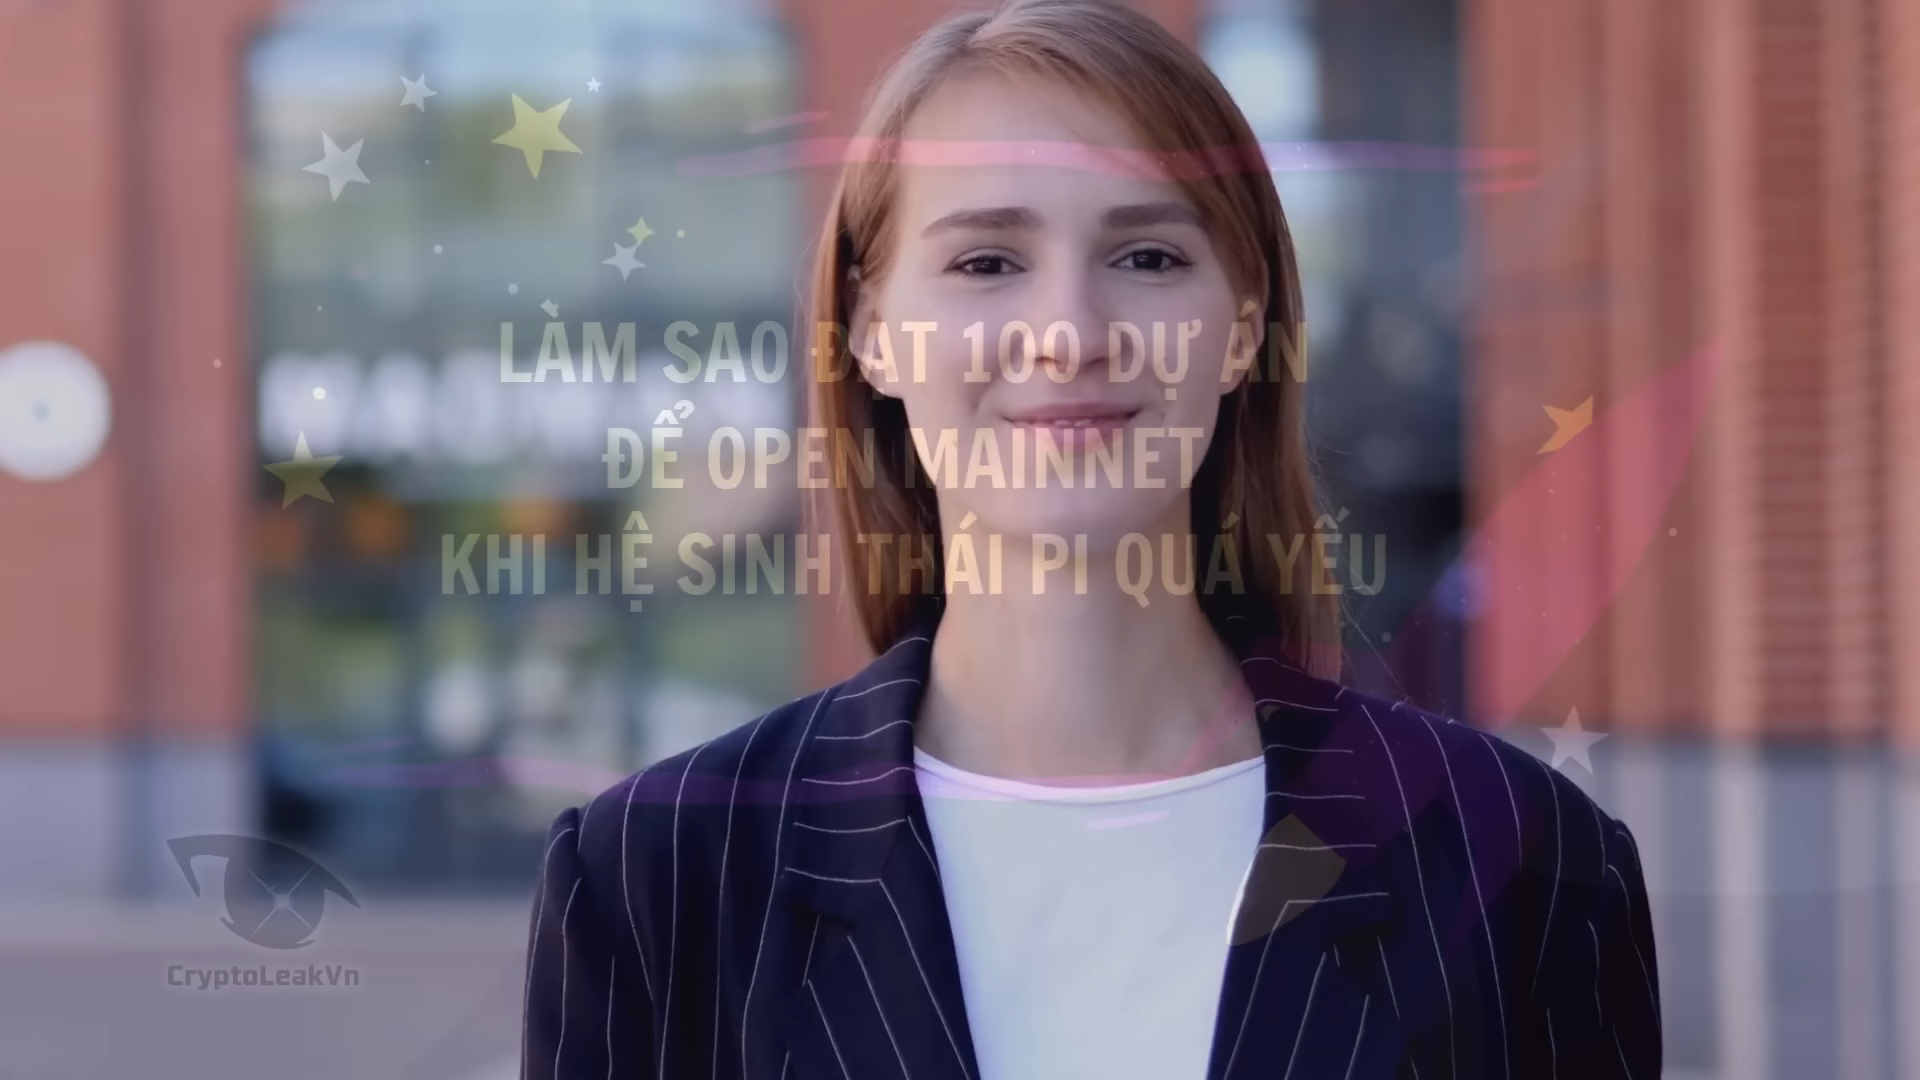 LÀM SAO ĐẠT 100 DỰ ÁN
ĐỂ OPEN MAINNET
KHI HỆ SINH THÁI PI QUÁ YẾU
CryptoLeakVn